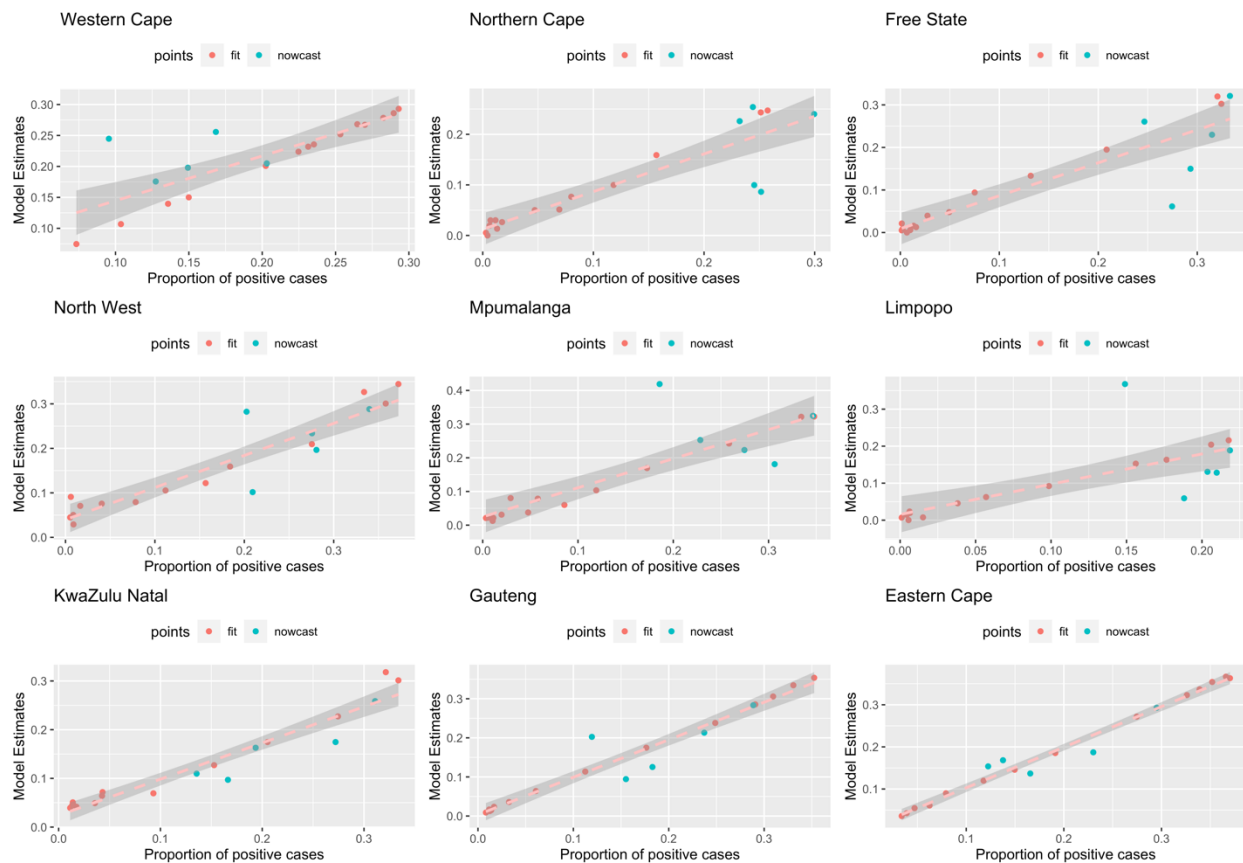 Western Cape
points fit nowcast
Model Estimates
0.30
0.25
0.20
0.15
0.10
0.10 0.15 0.20 0.25 0.30
Proportion of positive cases
Northern Cape
points fit nowcast
Model Estimates
0.2
0.1
0.0
0.0 0.1 0.2 0.3
Proportion of positive cases
Free State
points fit nowcast
Model Estimates
0.3
0.2
0.1
0.0
0.0 0.1 0.2 0.3
Proportion of positive cases
North West
points fit nowcast
Model Estimates
0.3
0.2
0.1
0.0
0.0 0.1 0.2 0.3
Proportion of positive cases
Mpumalanga
points fit nowcast
Model Estimates
0.4
0.3
0.2
0.1
0.0
0.0 0.1 0.2 0.3
Proportion of positive cases
Limpopo
points fit nowcast
Model Estimates
0.3
0.2
0.1
0.0
0.00 0.05 0.10 0.15 0.20
Proportion of positive cases
KwaZulu Natal
points fit nowcast
Model Estimates
0.3
0.2
0.1
0.0
0.0 0.1 0.2 0.3
Proportion of positive cases
Gauteng
points fit nowcast
Model Estimates
0.3
0.2
0.1
0.0
0.0 0.1 0.2 0.3
Proportion of positive cases
Eastern Cape
points fit nowcast
Model Estimates
0.3
0.2
0.1
0.1 0.2 0.3
Proportion of positive cases